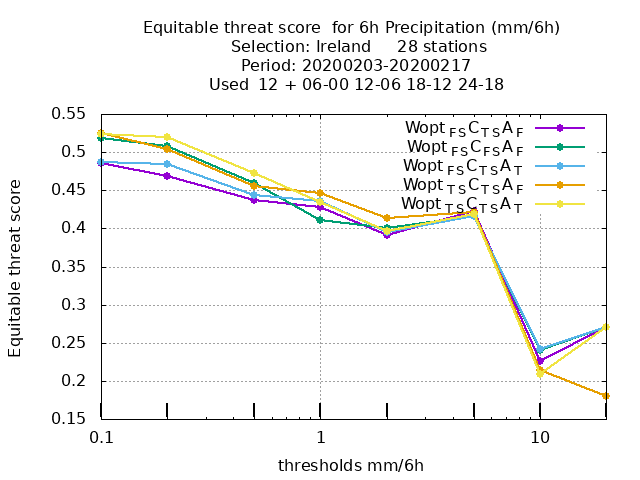 Equitable threat score  for 6h Precipitation (mm/6h)
Selection: Ireland     28 stations
Period: 20200203-20200217
Used  12 + 06-00 12-06 18-12 24-18
Equitable threat score
0.55
0.5
0.45
0.4
0.35
0.3
0.25
0.2
0.15
Wopt FS C TS A F
Wopt FS C FS A F
Wopt FS C TS A T
Wopt TS C TS A F
Wopt TS C TS A T
0.1 1 10
thresholds mm/6h